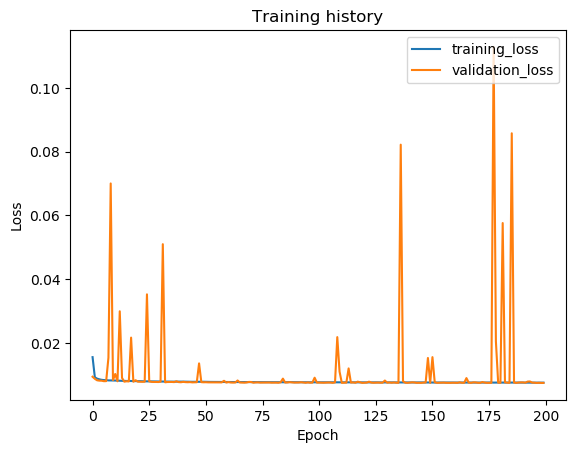 Training history
training_loss
validation_loss
0.10
0.08
0.06
0.04
0.02
Loss
0 25 50 75 100 125 150 175 200
Epoch